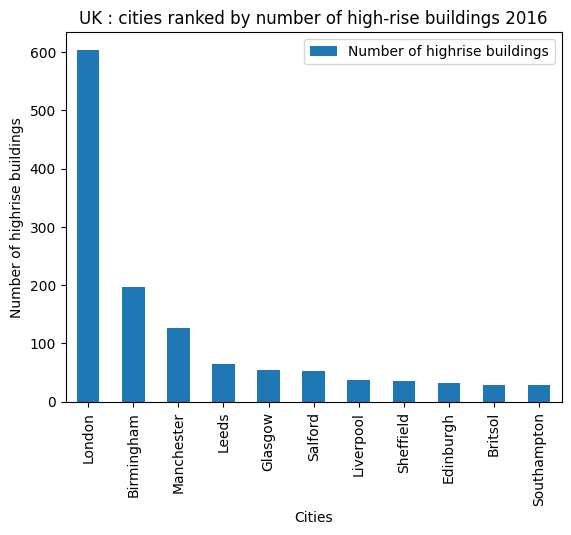 UK : cities ranked by number of high-rise buildings 2016
Number of highrise buildings
Number of highrise buildings
600
500
400
300
200
100
0
London
Birmingham
Manchester
Leeds
Glasgow
Salford
Liverpool
Sheffield
Edinburgh
Britsol
Southampton
Cities